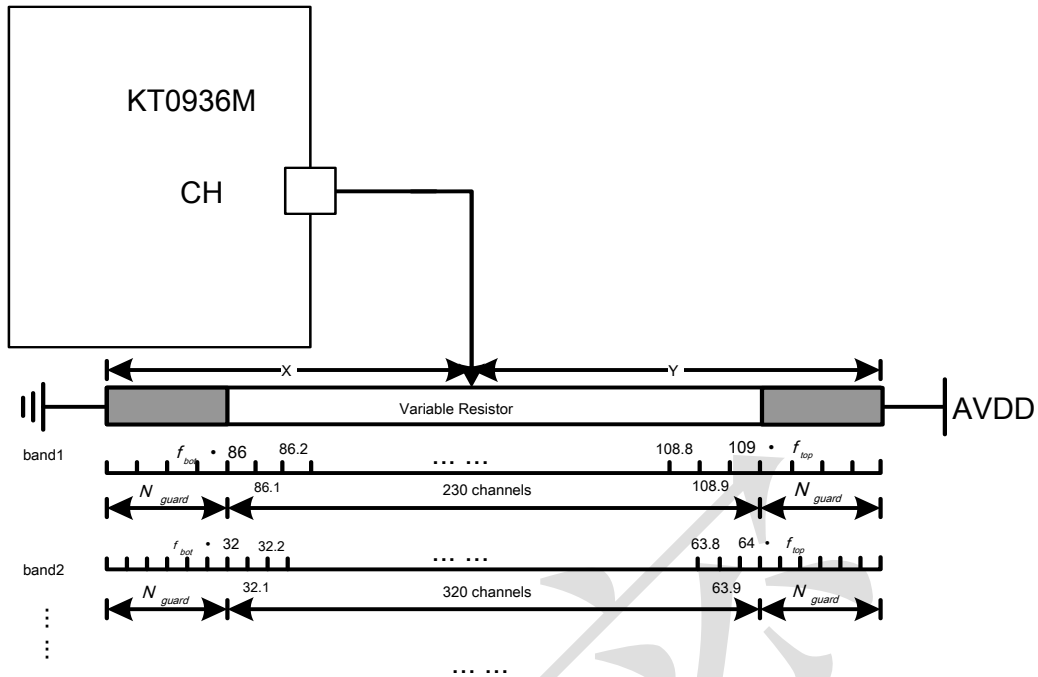 KT0936M
CH
X Y
Variable Resistor
AVDD
band1
f bot • 86 86.2 ... ... 108.8 109 • f top
N guard 86.1 230 channels 108.9 N guard
band2
f bot • 32 32.2 ... ... 63.8 64 • f top
N guard 32.1 320 channels 63.9 N guard
... ...
... ...